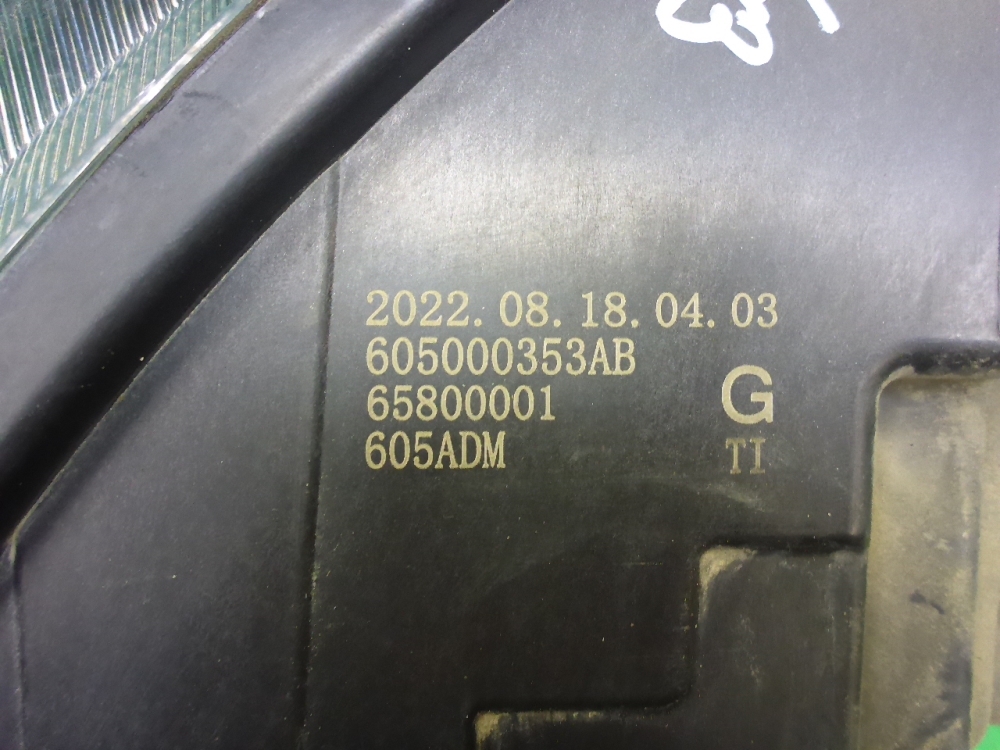 2022. 08. 18. 04. 03
605000353AB
65800001
G
605ADM
TI